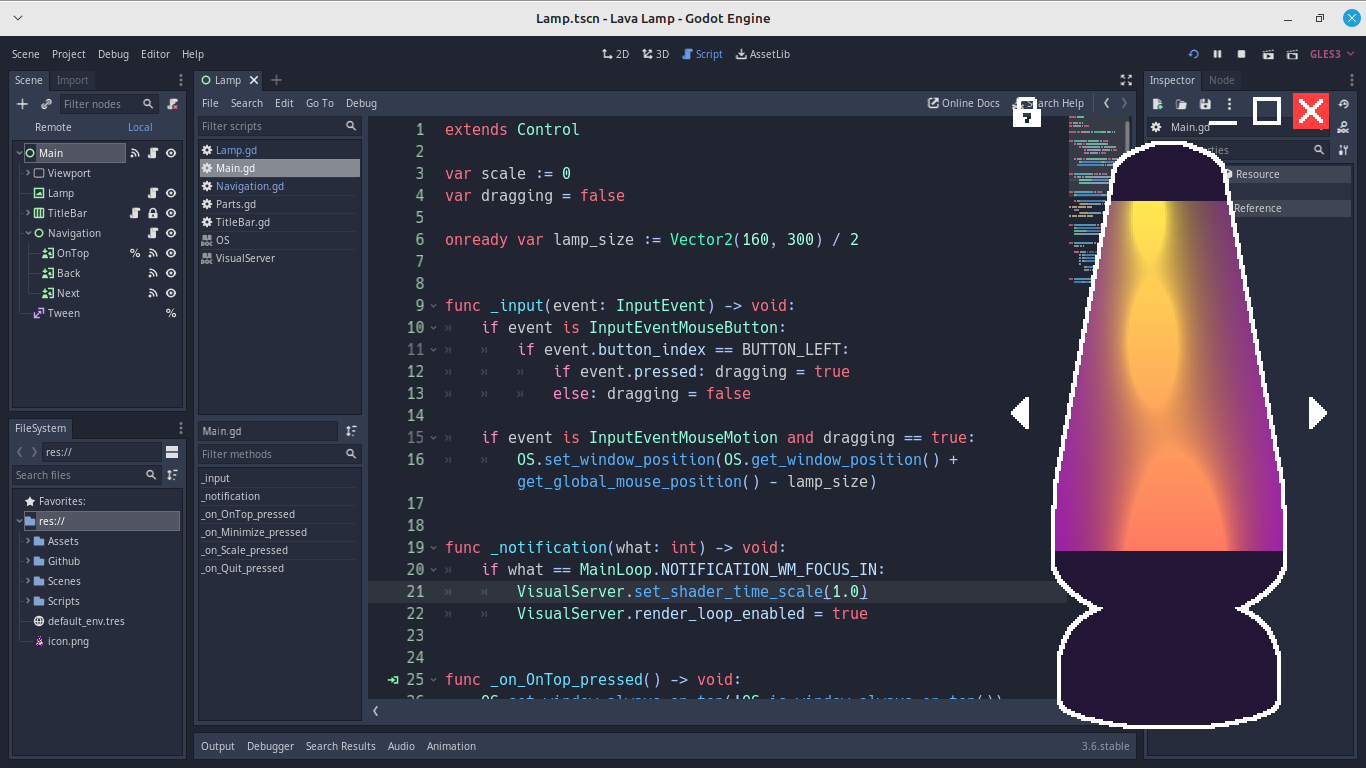 Lamp.tscn - Lava Lamp - Godot Engine
Scene Project Debug Editor Help
2D 3D Script AssetLib
GLES3
Scene Import
Filter nodes
Remote Local
Main
Viewport
Lamp
TitleBar
Navigation
OnTop %
Back
Next
Tween %
FileSystem
res://
Search files
Favorites:
res://
Assets
Github
Scenes
Scripts
default_env.tres
icon.png
Lamp
File Search Edit Go To Debug
Online Docs Search Help
Filter scripts
Lamp.gd
Main.gd
Navigation.gd
Parts.gd
TitleBar.gd
OS
VisualServer
Main.gd
Filter methods
_input
_notification
_on_OnTop_pressed
_on_Minimize_pressed
_on_Scale_pressed
_on_Quit_pressed
1 extends Control
2
3 var scale := 0
4 var dragging = false
5
6 onready var lamp_size := Vector2(160, 300) / 2
7
8
9 func _input(event: InputEvent) -> void:
10 if event is InputEventMouseButton:
11 if event.button_index == BUTTON_LEFT:
12 if event.pressed: dragging = true
13 else: dragging = false
14
15 if event is InputEventMouseMotion and dragging == true:
16 OS.set_window_position(OS.get_window_position() +
get_global_mouse_position() - lamp_size)
17
18
19 func _notification(what: int) -> void:
20 if what == MainLoop.NOTIFICATION_WM_FOCUS_IN:
21 VisualServer.set_shader_time_scale(1.0)
22 VisualServer.render_loop_enabled = true
23
24
25 func _on_OnTop_pressed() -> void:
26 OS.set_window_always_on_top(!OS.is_window_always_on_top())
Output Debugger Search Results Audio Animation
3.6.stable
Inspector Node
Main.gd
Resource
Reference